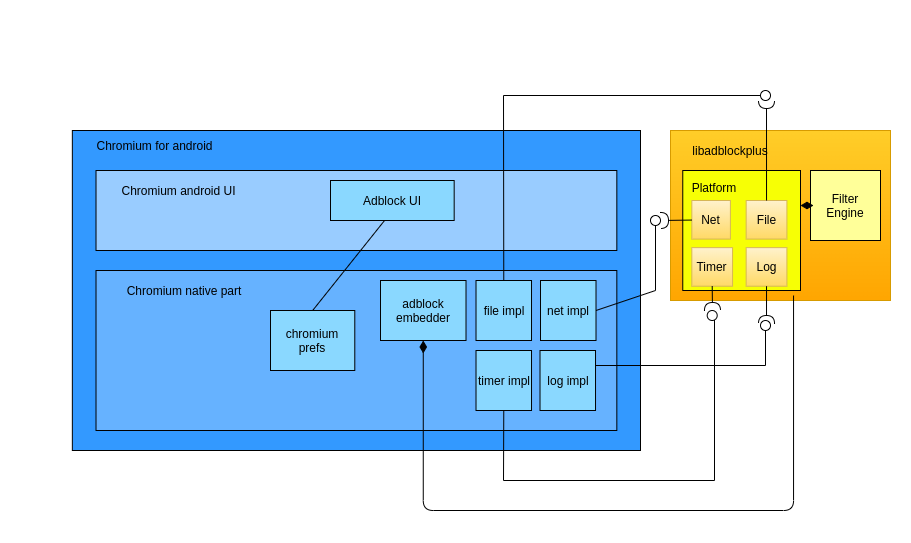 Chromium for android
libadblockplus
Chromium android UI
Adblock UI
Platform
Filter
Engine
Net
File
Timer
Log
Chromium native part
adblock
embedder
file impl
net impl
chromium
prefs
timer impl
log impl